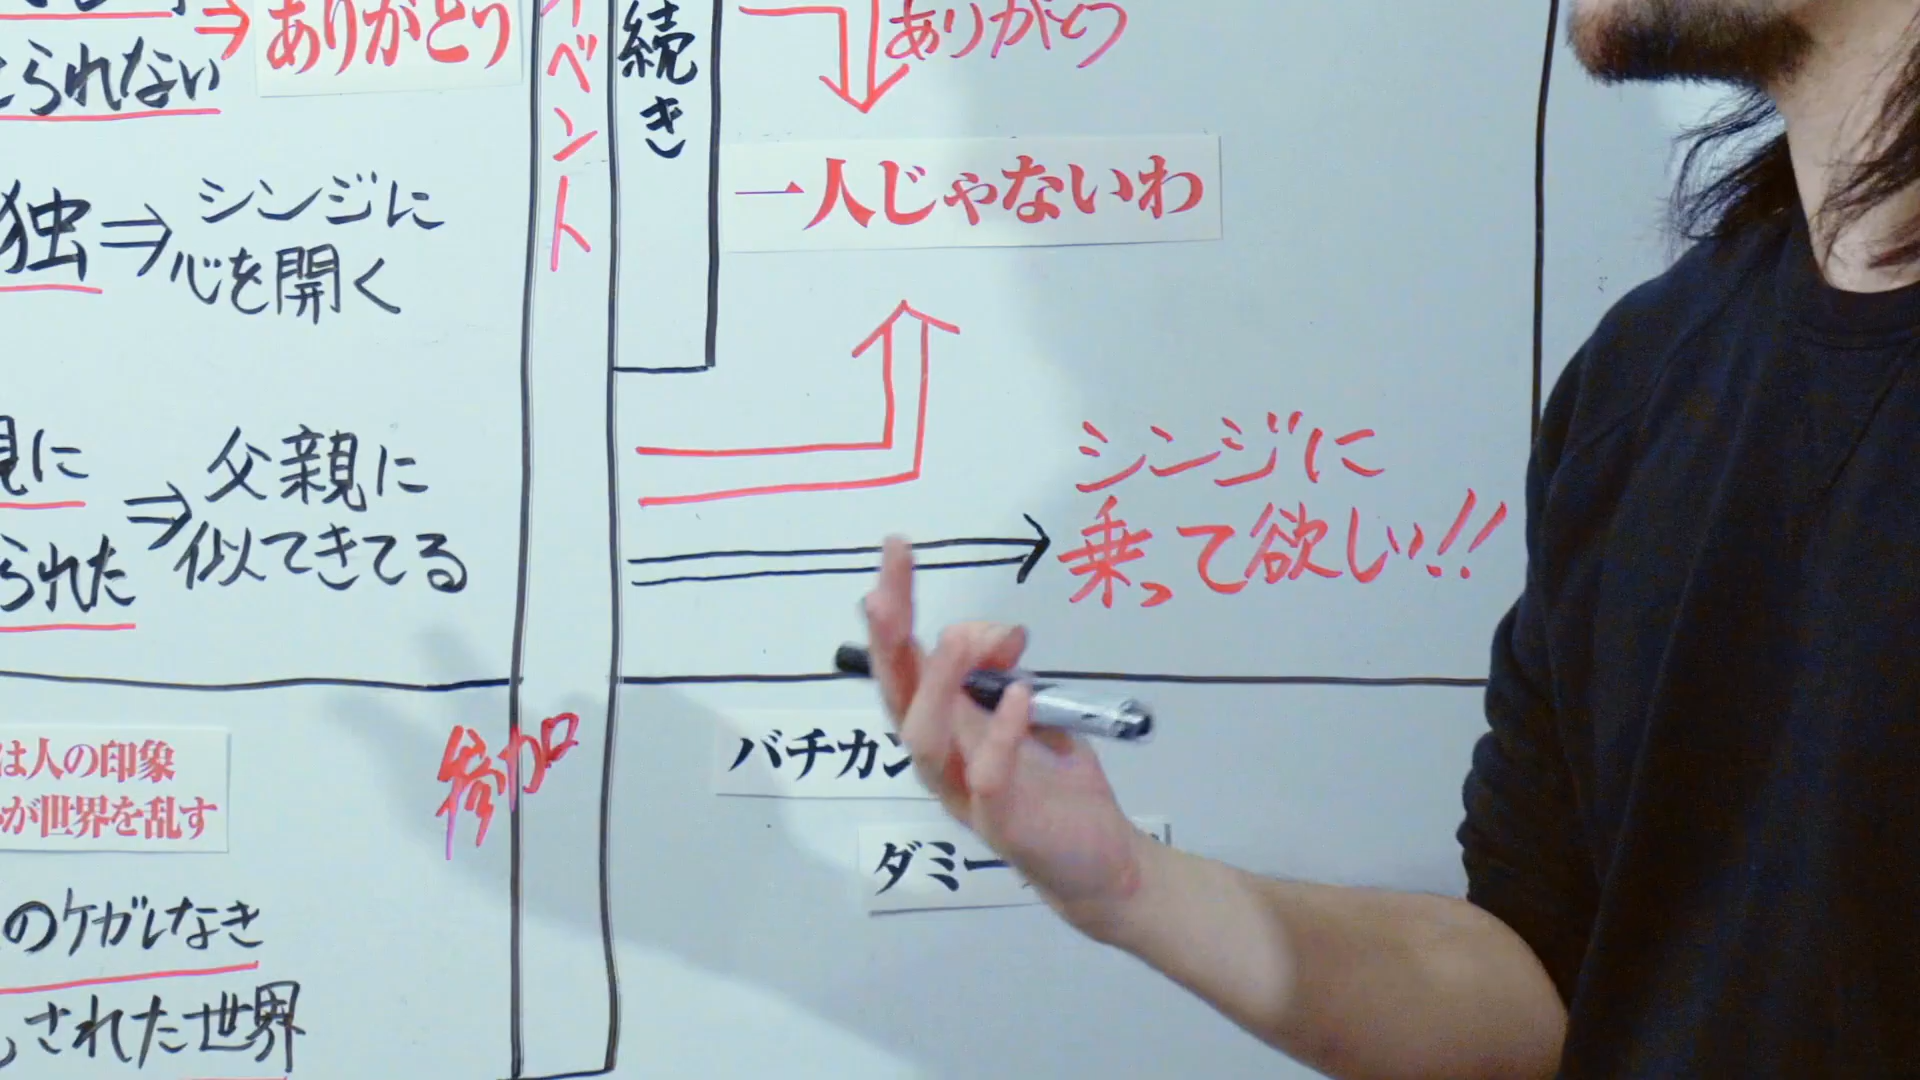 られない
⇒
ありがとう
ベント
続き
ありがとう
一人じゃないわ
独⇒シンジに
心を開く
親に
られた
⇒
父親に
似てきてる
シンジに
乗って欲しい!!
は人の印象
が世界を乱す
参加
バチカン
ダミー
のケガレなき
された世界